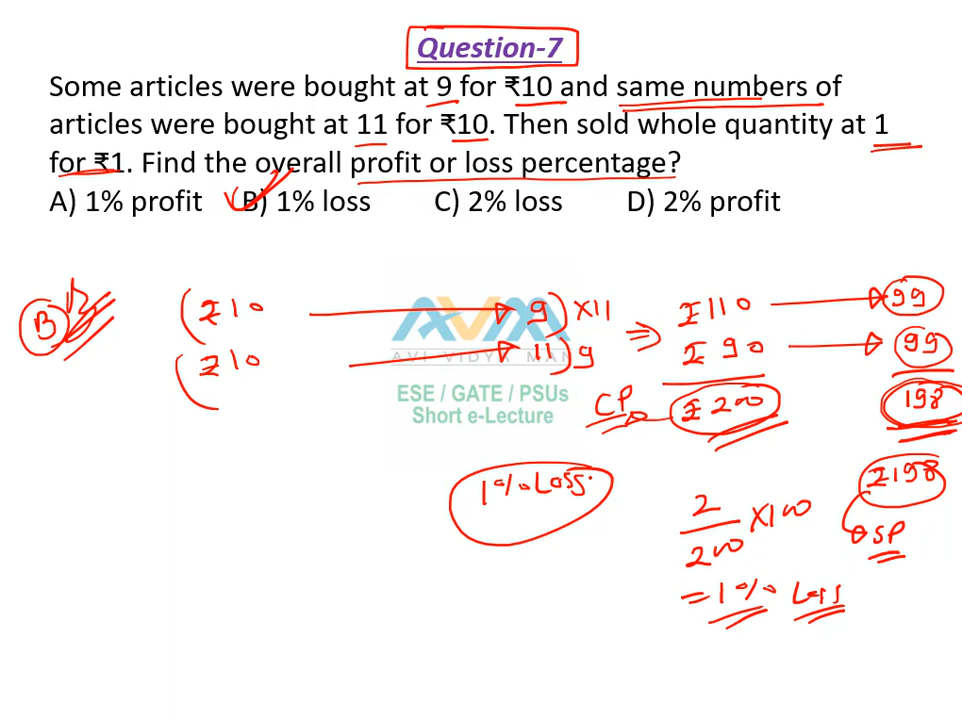 Question-7
Some articles were bought at 9 for ₹10 and same numbers of
articles were bought at 11 for ₹10. Then sold whole quantity at 1
for ₹1. Find the overall profit or loss percentage?
A) 1% profit B) 1% loss C) 2% loss D) 2% profit
B
(₹10 9)×11 ⇒ ₹110 99
(₹10 11)9 ₹90 99
AVI VIDYA MAN
ESE / GATE / PSUs
Short e-Lecture
CP ₹200 198
₹198
1% Loss.
2/200 ×100
SP
= 1% Loss